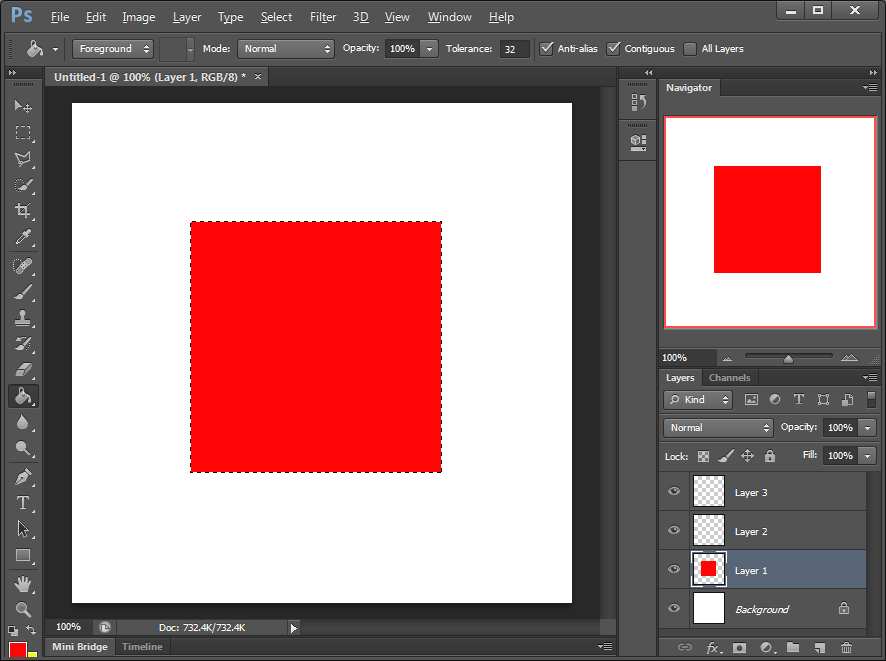 Ps File Edit Image Layer Type Select Filter 3D View Window Help
Foreground Mode: Normal Opacity: 100% Tolerance: 32 Anti-alias Contiguous All Layers
Untitled-1 @ 100% (Layer 1, RGB/8) * ×
Navigator
100%
Layers Channels
Kind
Normal Opacity: 100%
Lock: Fill: 100%
Layer 3
Layer 2
Layer 1
Background
100% Doc: 732.4K/732.4K
Mini Bridge Timeline
fx